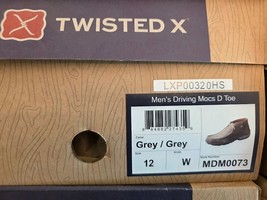 TWISTED X
LXP00320HS
Men's Driving Mocs D Toe
Grey / Grey
12
W
MDM0073